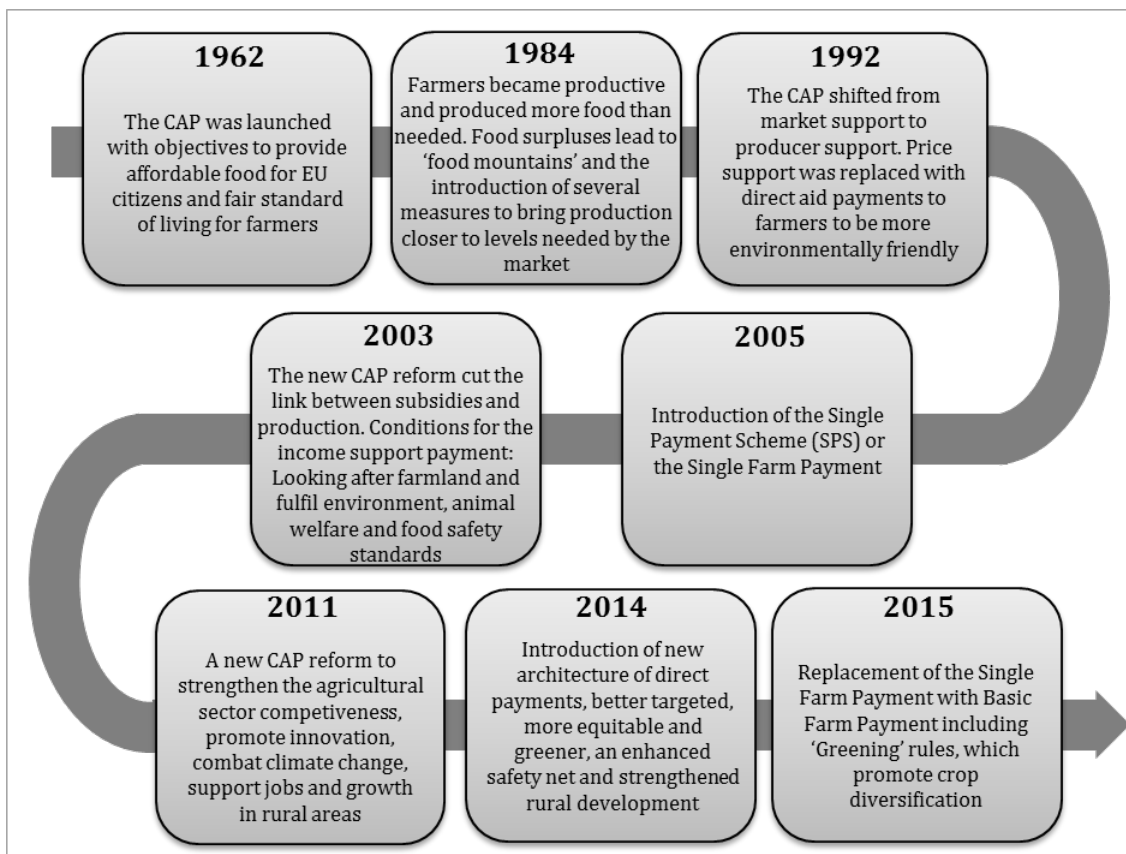 1962
The CAP was launched
with objectives to provide
affordable food for EU
citizens and fair standard
of living for farmers
1984
Farmers became productive
and produced more food than
needed. Food surpluses lead to
‘food mountains’ and the
introduction of several
measures to bring production
closer to levels needed by the
market
1992
The CAP shifted from
market support to
producer support. Price
support was replaced with
direct aid payments to
farmers to be more
environmentally friendly
2003
The new CAP reform cut the
link between subsidies and
production. Conditions for the
income support payment:
Looking after farmland and
fulfil environment, animal
welfare and food safety
standards
2005
Introduction of the Single
Payment Scheme (SPS) or
the Single Farm Payment
2011
A new CAP reform to
strengthen the agricultural
sector competiveness,
promote innovation,
combat climate change,
support jobs and growth
in rural areas
2014
Introduction of new
architecture of direct
payments, better targeted,
more equitable and
greener, an enhanced
safety net and strengthened
rural development
2015
Replacement of the Single
Farm Payment with Basic
Farm Payment including
‘Greening’ rules, which
promote crop
diversification